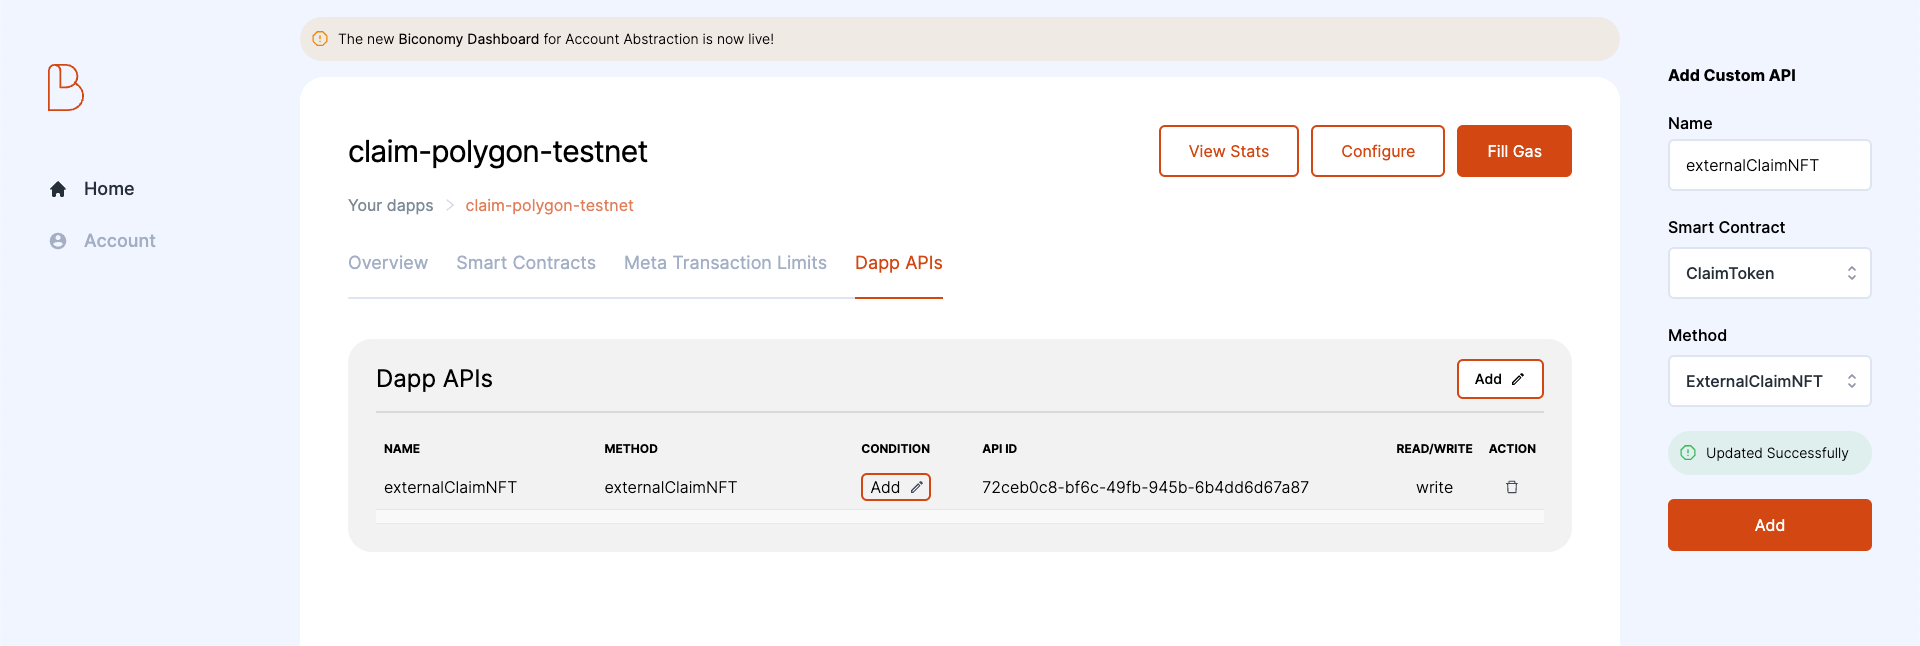 The new Biconomy Dashboard for Account Abstraction is now live!
Home
Account
claim-polygon-testnet
View Stats
Configure
Fill Gas
Your dapps > claim-polygon-testnet
Overview
Smart Contracts
Meta Transaction Limits
Dapp APIs
Dapp APIs
Add
NAME METHOD CONDITION API ID READ/WRITE ACTION
externalClaimNFT externalClaimNFT Add 72ceb0c8-bf6c-49fb-945b-6b4dd6d67a87 write
Add Custom API
Name
externalClaimNFT
Smart Contract
ClaimToken
Method
ExternalClaimNFT
Updated Successfully
Add